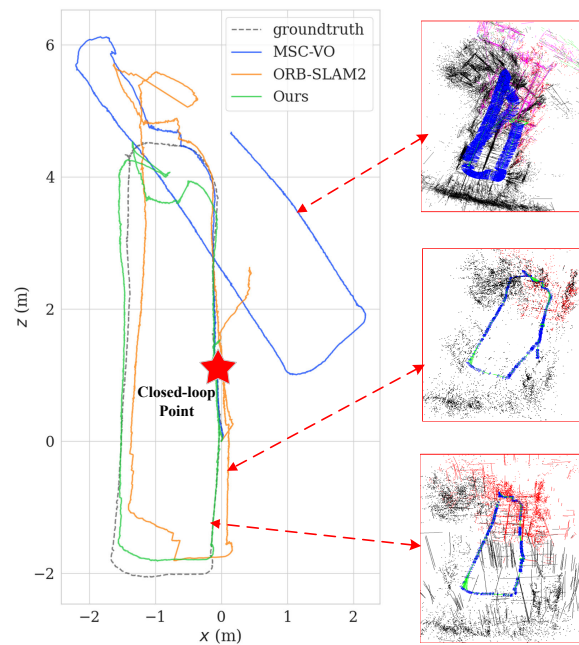 groundtruth
MSC-VO
ORB-SLAM2
Ours
6
4
2
0
−2
z (m)
Closed-loop
Point
−2
−1
0
1
2
x (m)